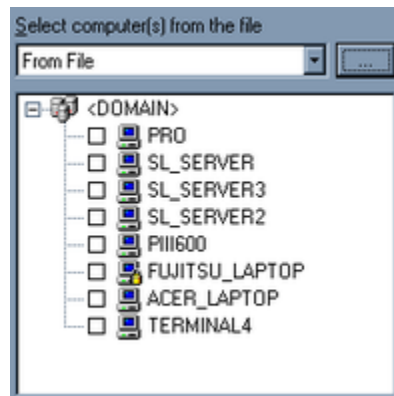 Select computer(s) from the file
From File
...
<DOMAIN>
PRO
SL_SERVER
SL_SERVER3
SL_SERVER2
PIII600
FUJITSU_LAPTOP
ACER_LAPTOP
TERMINAL4